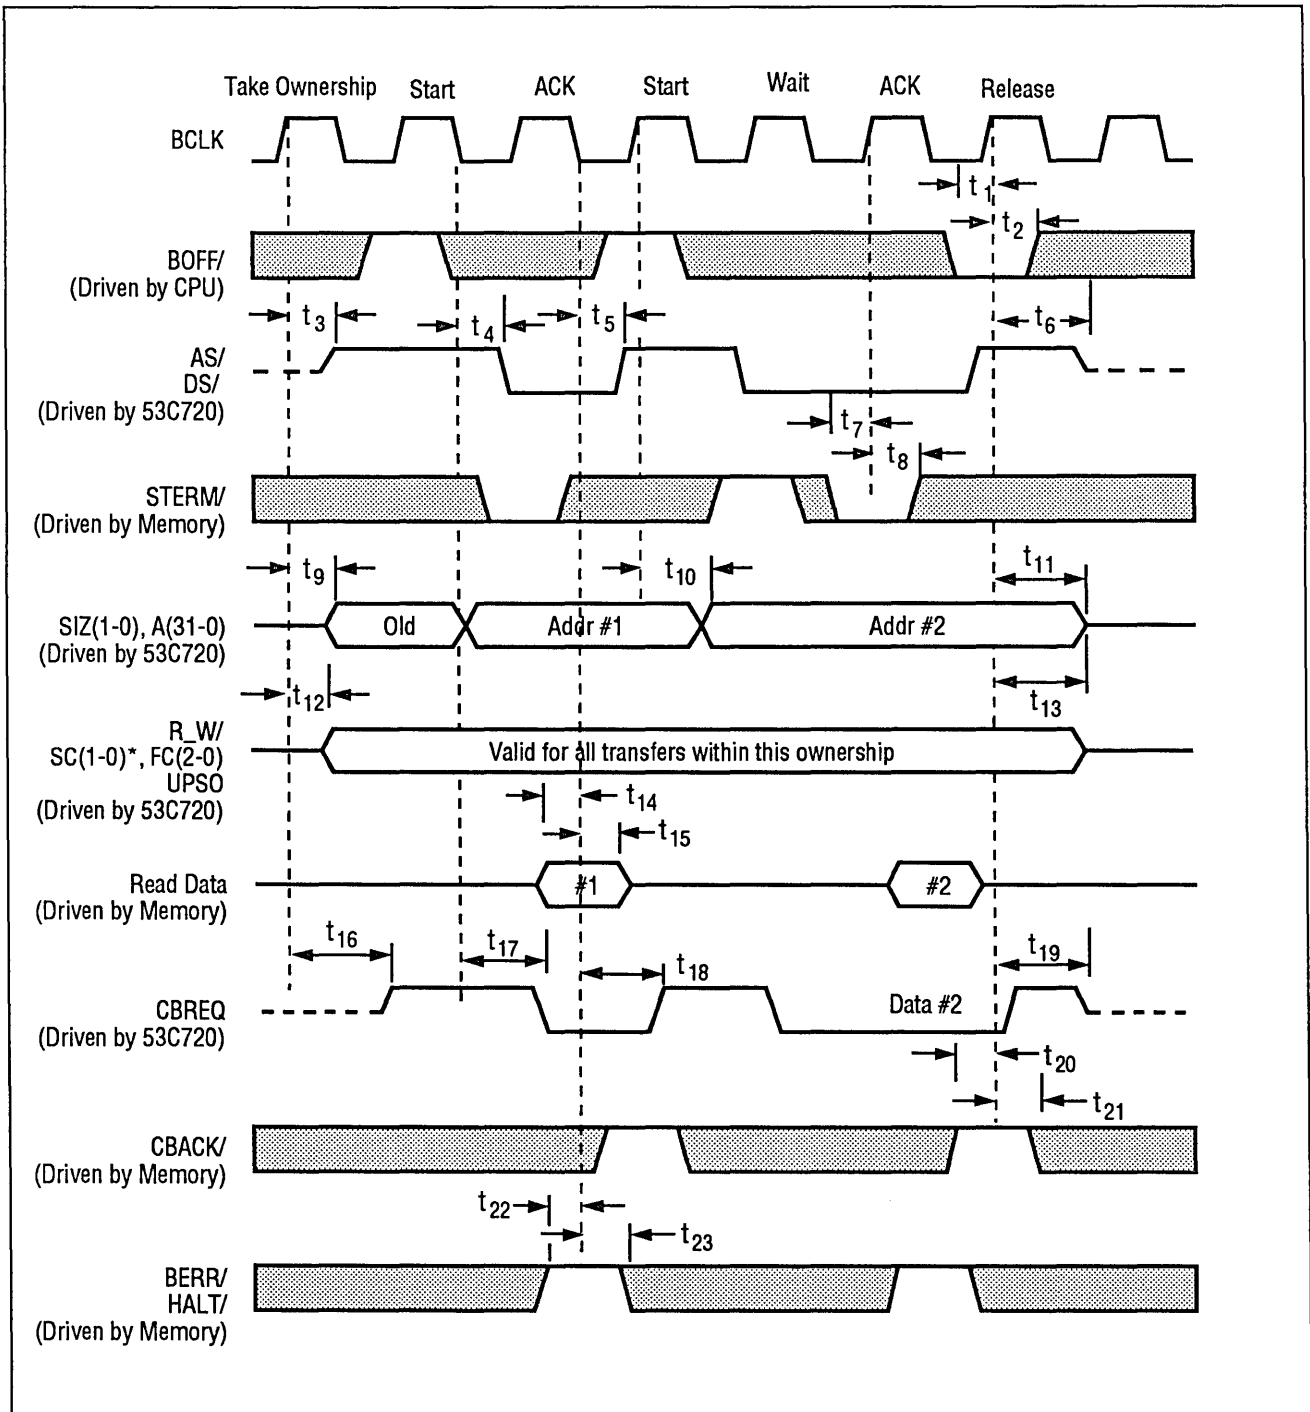 Take Ownership Start ACK Start Wait ACK Release
BCLK
t1
t2
BOFF/
(Driven by CPU)
t3 t4 t5 t6
AS/
DS/
(Driven by 53C720)
t7
t8
STERM/
(Driven by Memory)
t9 t10 t11
SIZ(1-0), A(31-0)
(Driven by 53C720)
Old Addr #1 Addr #2
t12 t13
R_W/
SC(1-0)*, FC(2-0)
UPSO
(Driven by 53C720)
Valid for all transfers within this ownership
t14
t15
Read Data
(Driven by Memory)
#1 #2
t16 t17 t18 t19
CBREQ
(Driven by 53C720)
Data #2
t20
t21
CBACK/
(Driven by Memory)
t22
t23
BERR/
HALT/
(Driven by Memory)